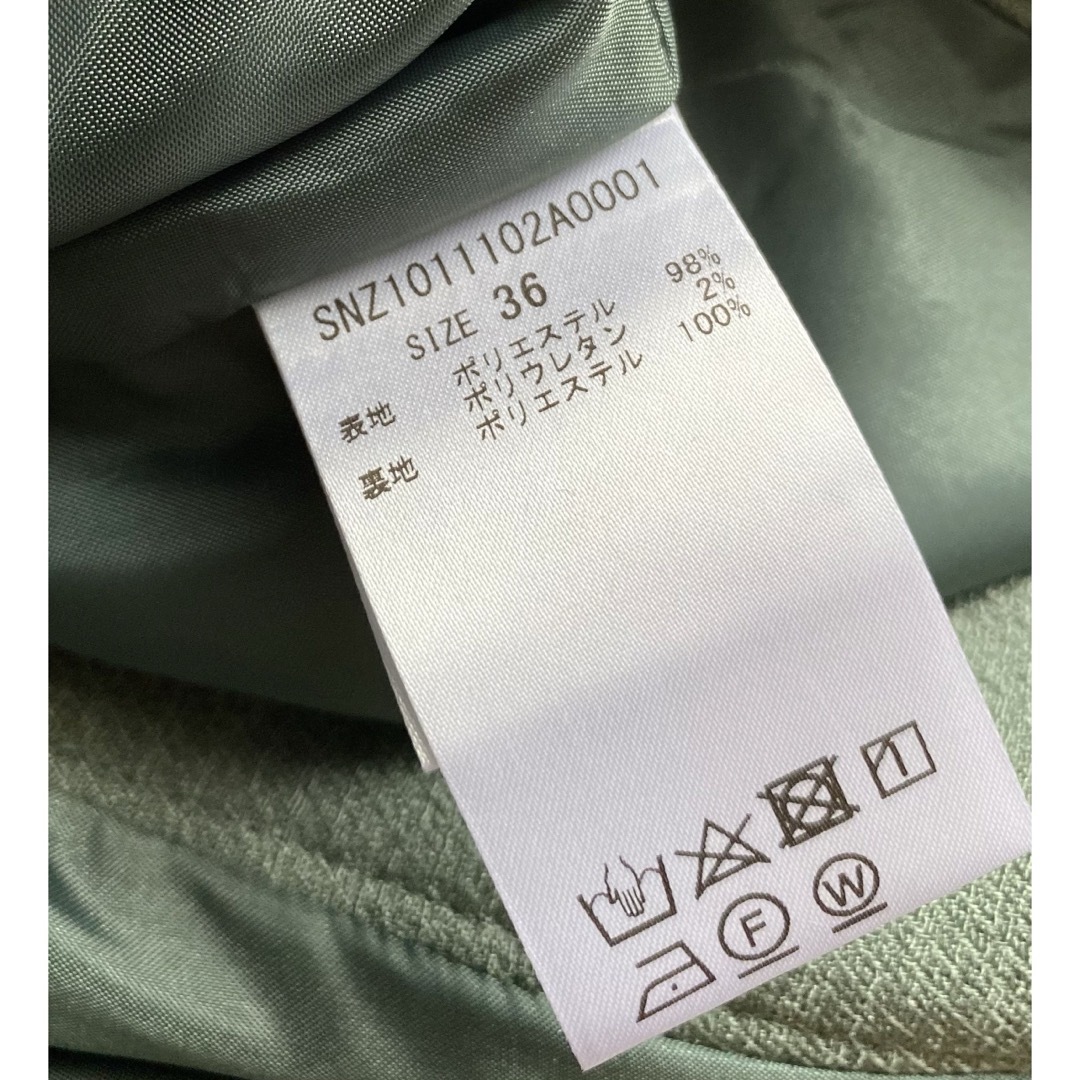 SNZ1011102A0001
SIZE 36
表地 ポリエステル 98%
ポリウレタン 2%
裏地 ポリエステル 100%
F W